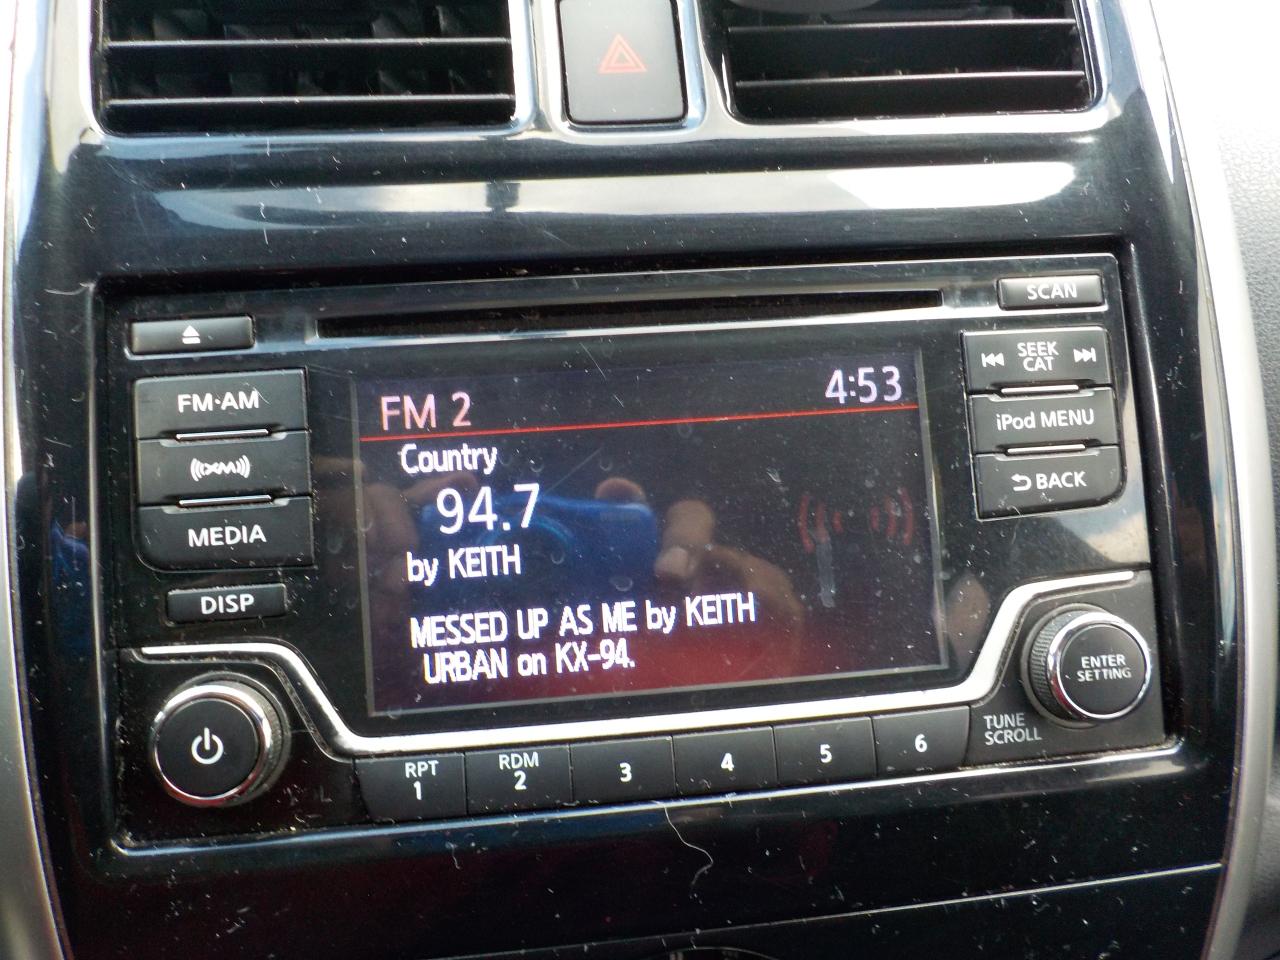 SCAN
FM·AM
XM
MEDIA
DISP
FM 2 4:53
Country
94.7
by KEITH
MESSED UP AS ME by KEITH
URBAN on KX-94.
SEEK
CAT
iPod MENU
BACK
ENTER
SETTING
TUNE
SCROLL
RPT
1
RDM
2
3
4
5
6